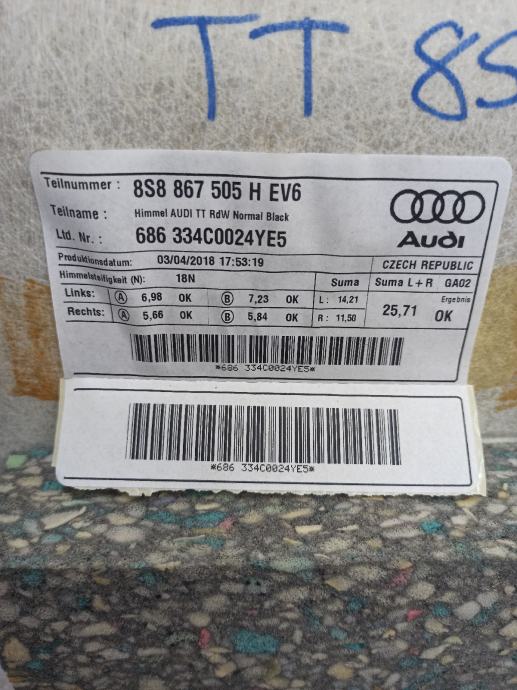 TT 8S
Teilnummer : 8S8 867 505 H EV6
Teilname : Himmel AUDI TT RdW Normal Black
Ltd. Nr. : 686 334C0024YE5
Audi
Produktionsdatum: 03/04/2018 17:53:19 CZECH REPUBLIC
Himmelsteifigkeit (N): 18N Suma Suma L + R GA02
Links: A 6,98 OK B 7,23 OK L: 14,21 25,71 Ergebnis OK
Rechts: A 5,66 OK B 5,84 OK R: 11,50
*686 334C0024YE5*
*686 334C0024YE5*